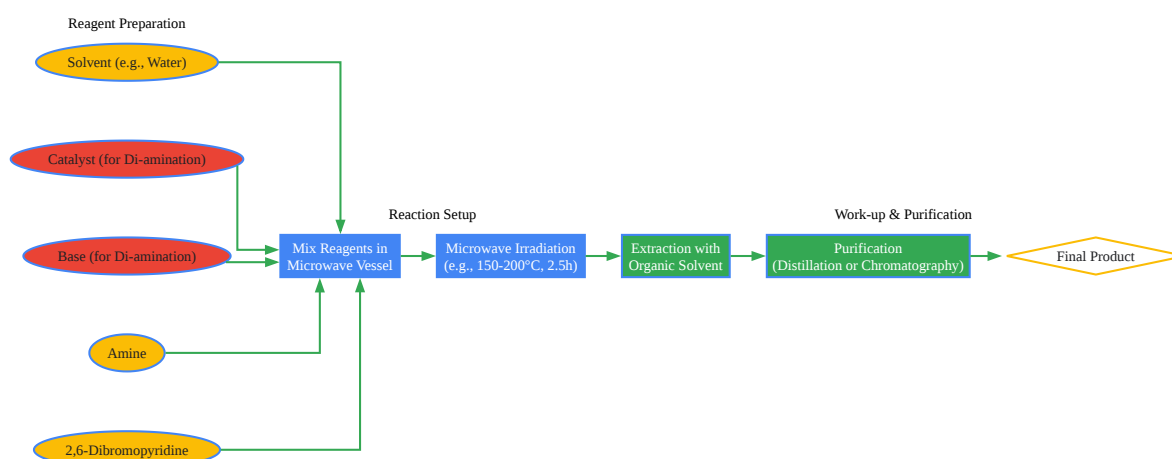 Reagent Preparation
Solvent (e.g., Water)
Catalyst (for Di-amination)
Base (for Di-amination)
Amine
2,6-Dibromopyridine
Reaction Setup
Mix Reagents in
Microwave Vessel
Microwave Irradiation
(e.g., 150-200°C, 2.5h)
Work-up & Purification
Extraction with
Organic Solvent
Purification
(Distillation or Chromatography)
Final Product